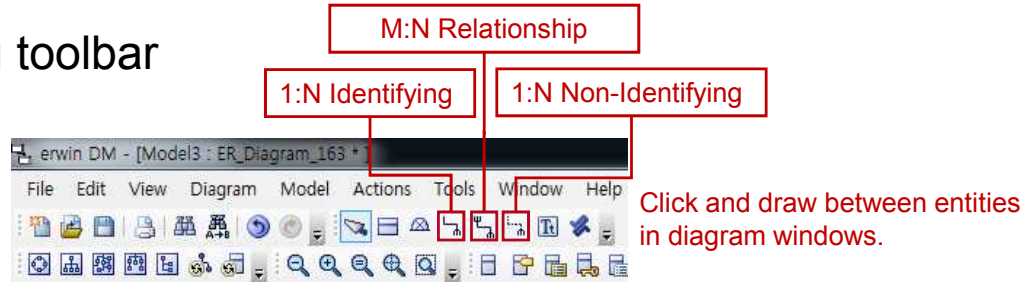 M:N Relationship
toolbar
1:N Identifying
1:N Non-Identifying
erwin DM - [Model3 : ER_Diagram_163 * ]
File Edit View Diagram Model Actions Tools Window Help
Click and draw between entities
in diagram windows.